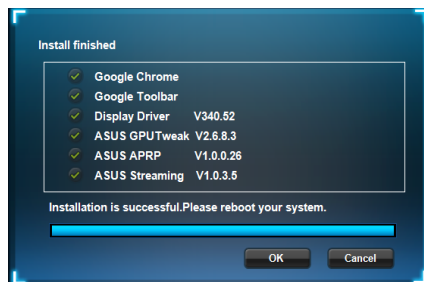 Install finished
Google Chrome
Google Toolbar
Display Driver V340.52
ASUS GPUTweak V2.6.8.3
ASUS APRP V1.0.0.26
ASUS Streaming V1.0.3.5
Installation is successful.Please reboot your system.
OK Cancel